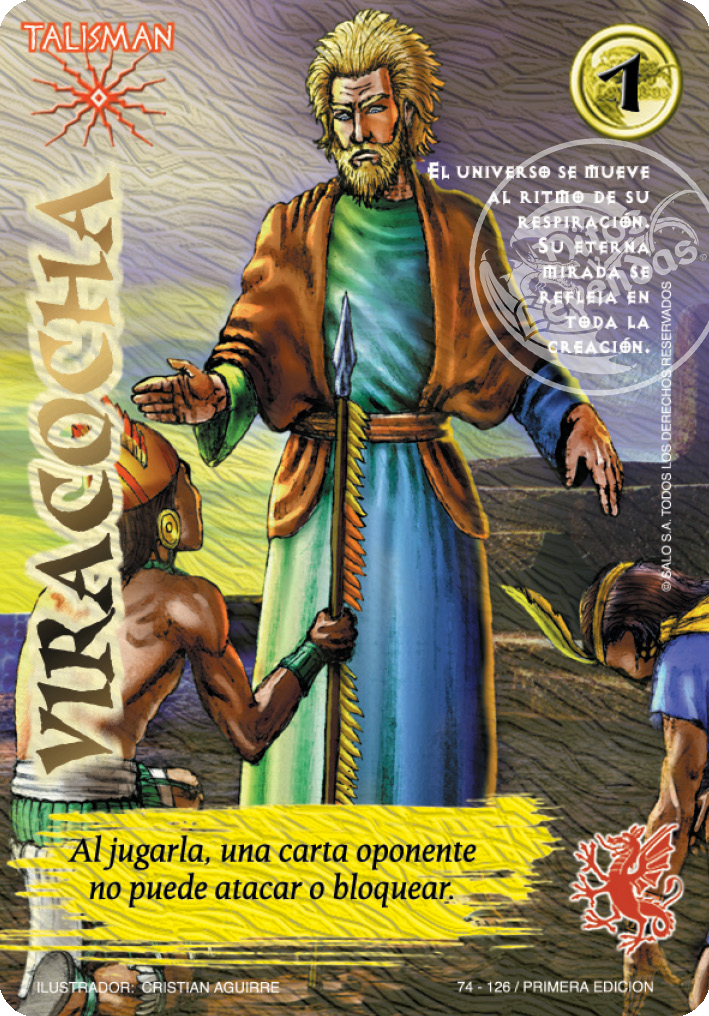 TALISMAN
1
VIRACOCHA
EL UNIVERSO SE MUEVE
AL RITMO DE SU
RESPIRACIÓN.
SU ETERNA
MIRADA SE
REFLEJA EN
TODA LA
CREACIÓN.
Mitos y
Leyendas
© SALO S.A. TODOS LOS DERECHOS RESERVADOS
Al jugarla, una carta oponente
no puede atacar o bloquear.
ILUSTRADOR: CRISTIAN AGUIRRE
74 - 126 / PRIMERA EDICION